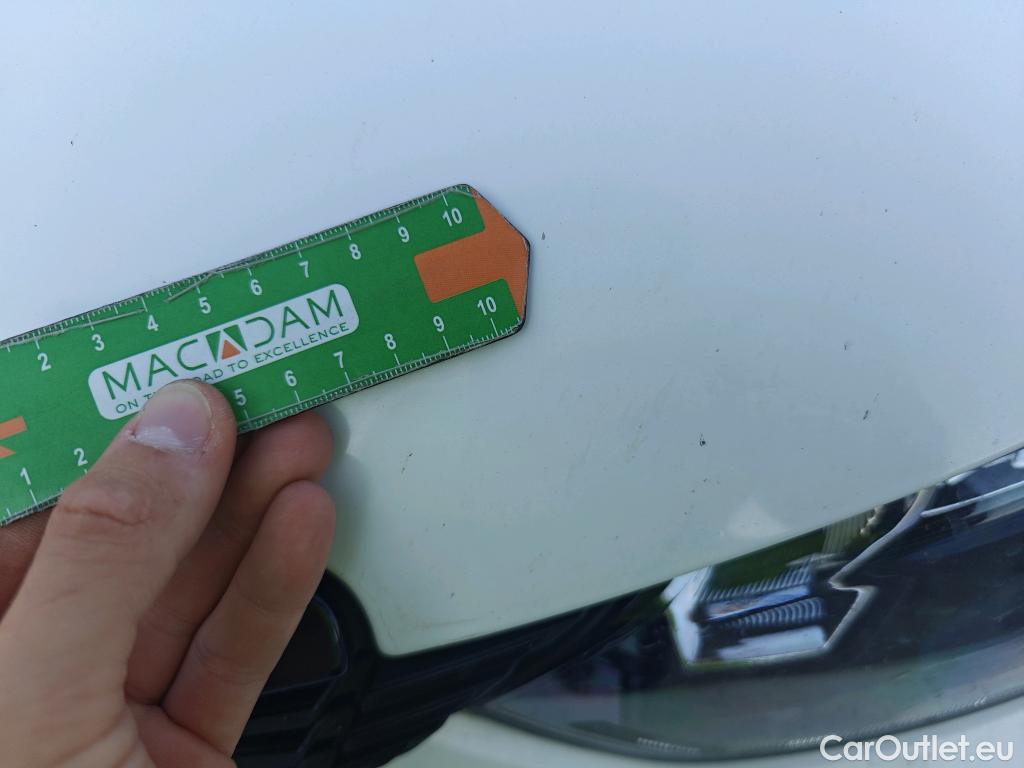 2 3 4 5 6 7 8 9 10
MACADAM
ON THE ROAD TO EXCELLENCE
1 2 5 6 7 8 9 10
CarOutlet.eu